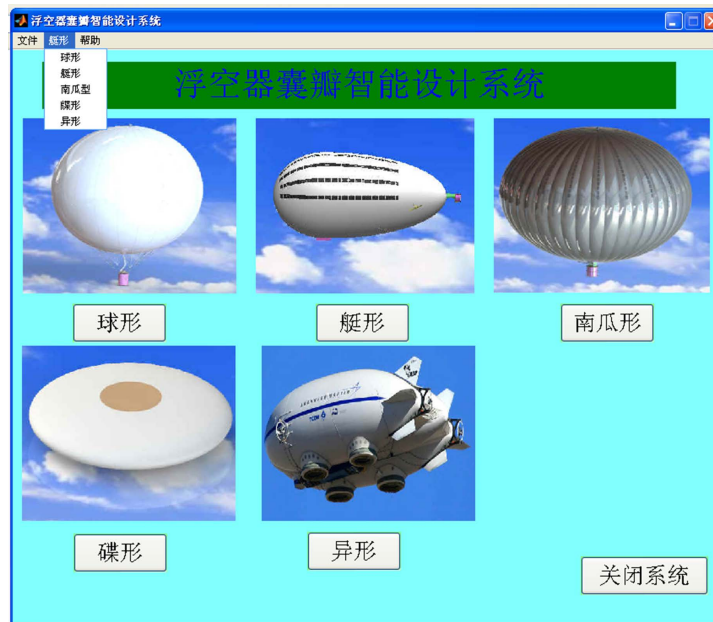 浮空器囊瓣智能设计系统
文件 艇形 帮助
球形
艇形
南瓜型
碟形
异形
浮空器囊瓣智能设计系统
球形
艇形
南瓜形
碟形
异形
关闭系统